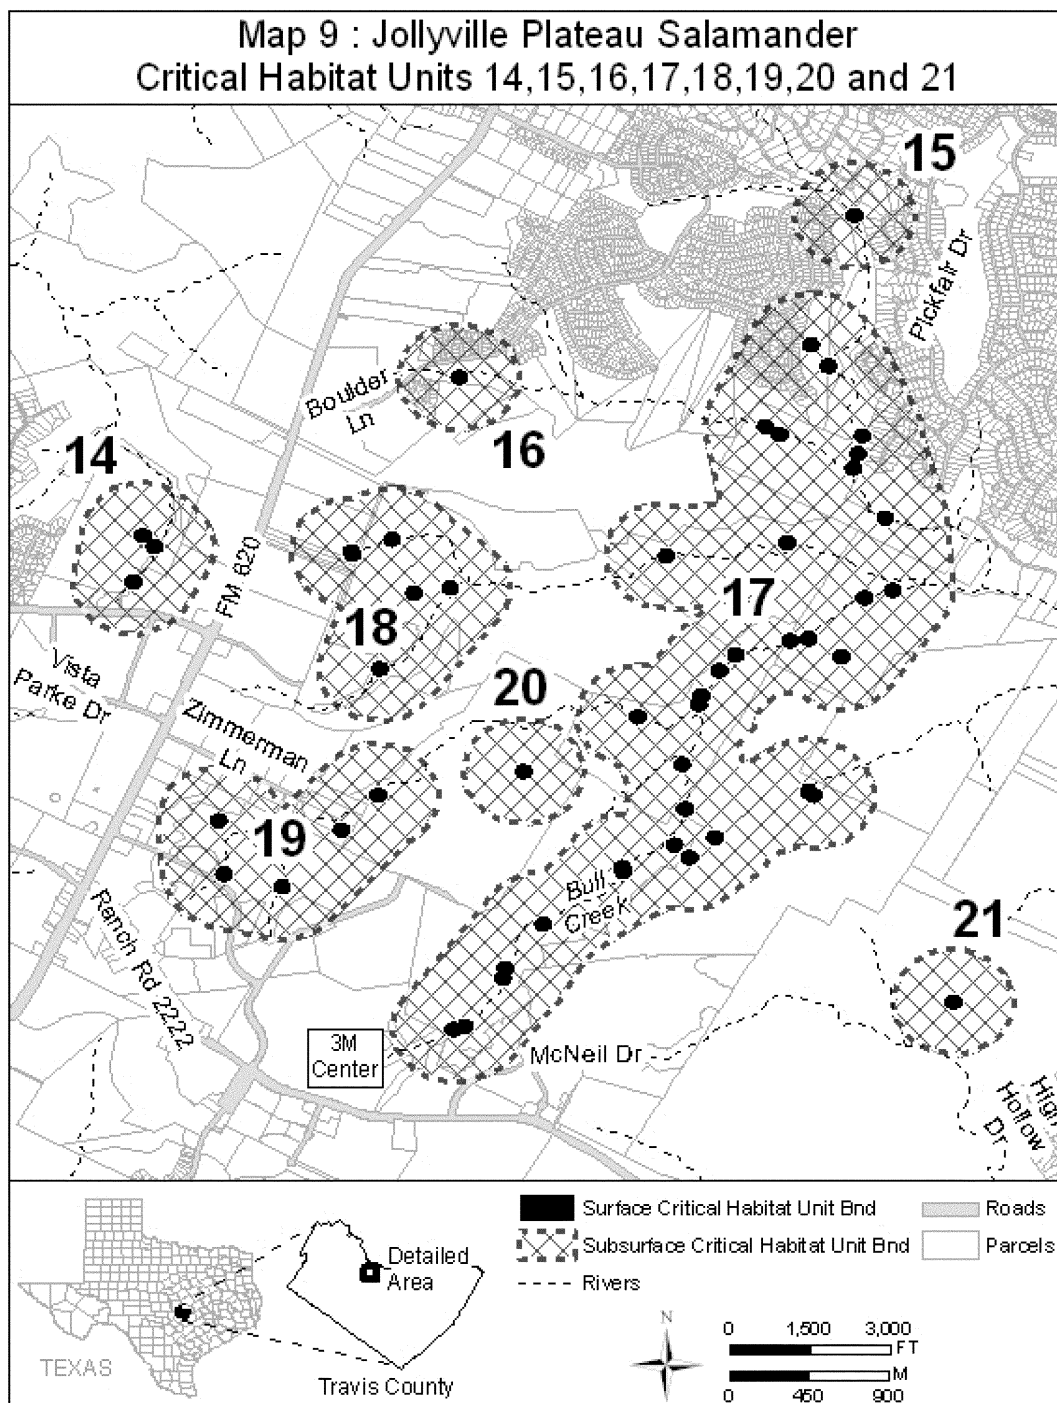 Map 9 : Jollyville Plateau Salamander
Critical Habitat Units 14,15,16,17,18,19,20 and 21
15
Pickfair Dr
Boulder
Ln
16
14
FM 620
18
17
Vista
Parke Dr
20
Zimmerman
Ln
19
Bull
Creek
21
Ranch Rd 2222
3M
Center
McNeil Dr
High
Hollow
Dr
Surface Critical Habitat Unit Bnd
Roads
Subsurface Critical Habitat Unit Bnd
Parcels
Rivers
Detailed
Area
TEXAS
Travis County
N
0 1,500 3,000
FT
M
0 450 900